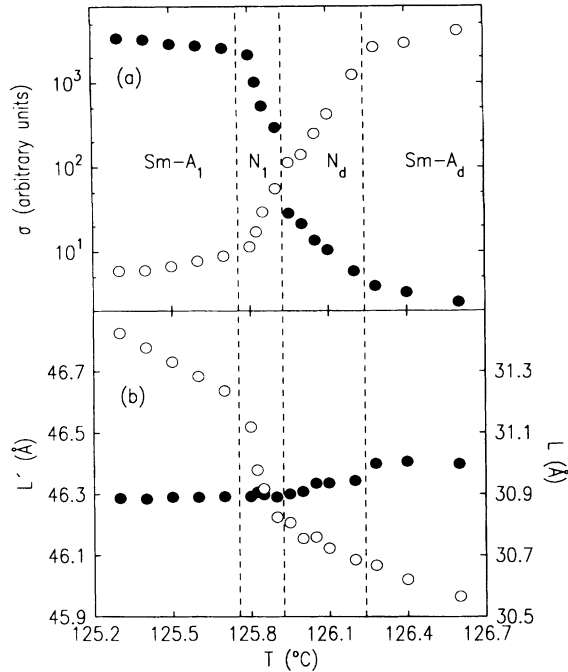 (a)
10³
10²
10¹
σ (arbitrary units)
Sm-A₁
N₁
N_d
Sm-A_d
(b)
46.7
46.5
46.3
46.1
45.9
L´ (Å)
31.3
31.1
30.9
30.7
30.5
L (Å)
125.2 125.5 125.8 126.1 126.4 126.7
T (°C)